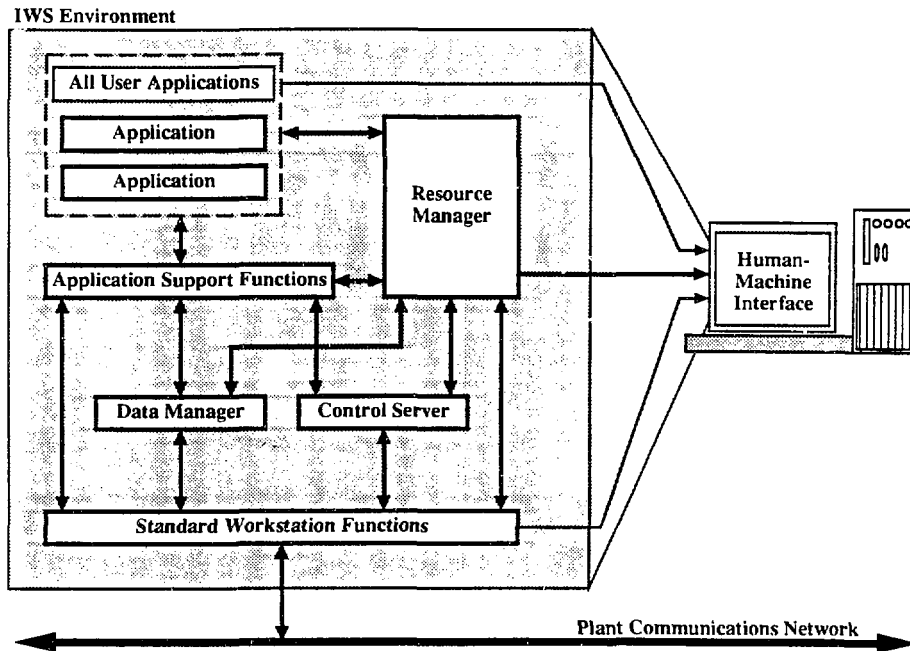 IWS Environment
All User Applications
Application
Application
Resource
Manager
Application Support Functions
Human-
Machine
Interface
Data Manager
Control Server
Standard Workstation Functions
Plant Communications Network